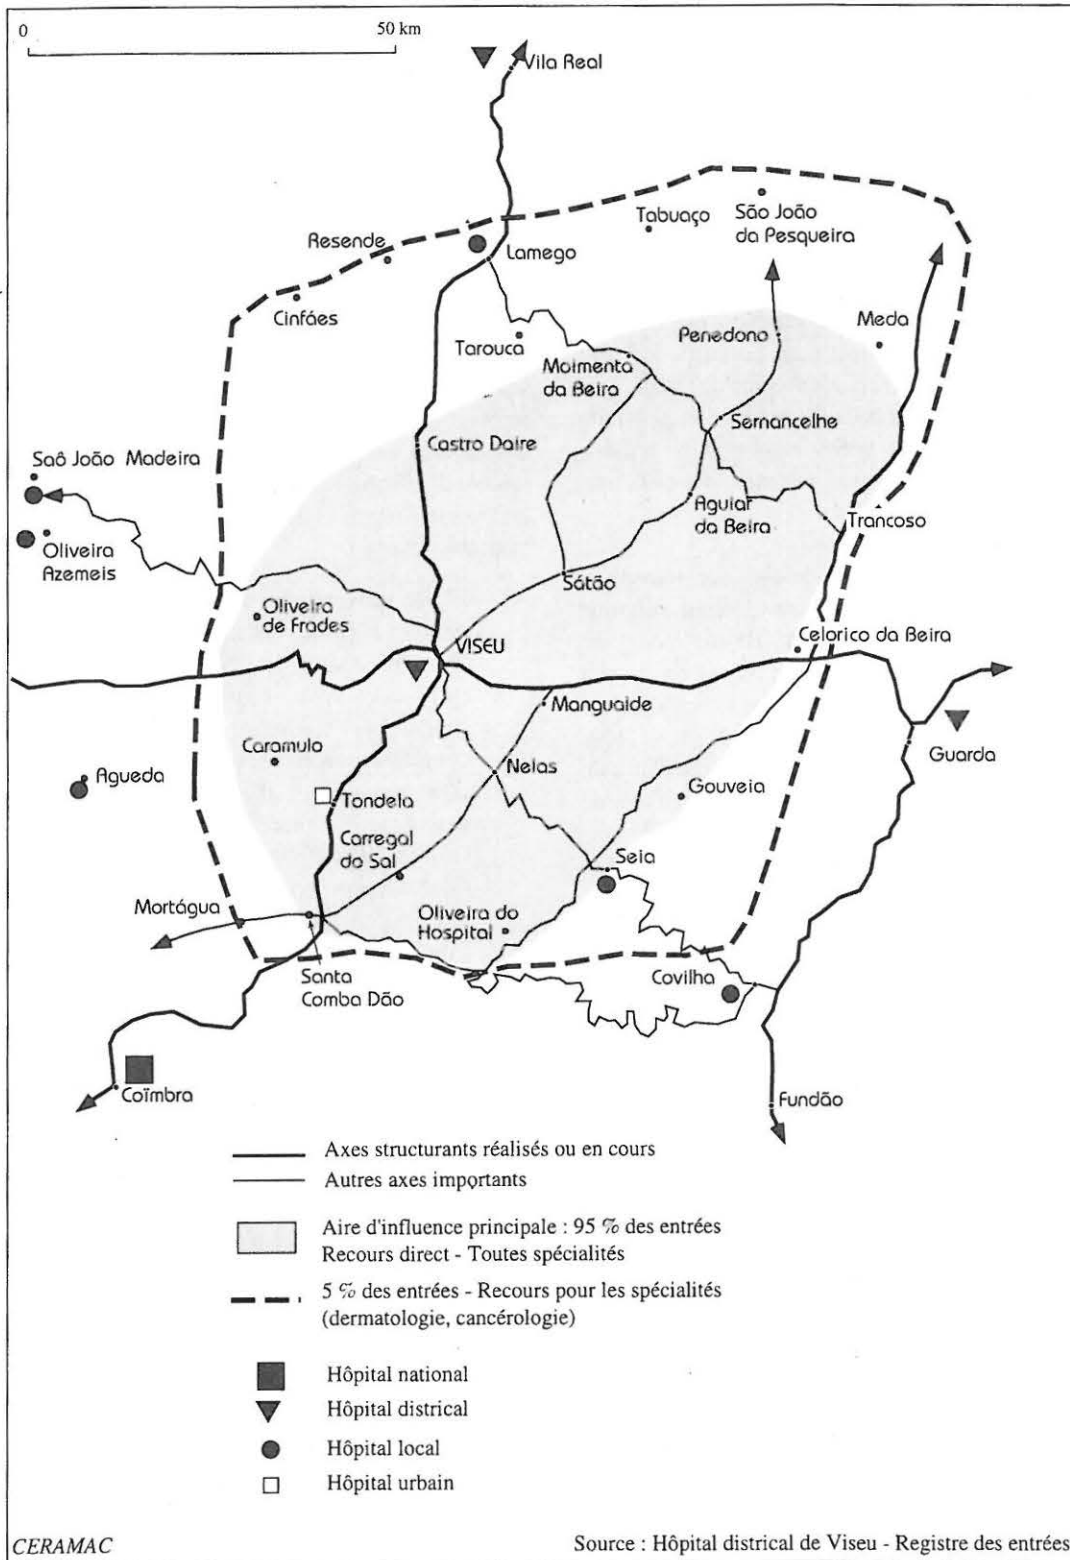 0
50 km
Vila Real
Tabuaço
São João
da Pesqueira
Resende
Lamego
Cinfáes
Meda
Penedono
Tarouca
Moimenta
da Beira
Sernancelhe
Castro Daire
Saô João Madeira
Aguiar
da Beira
Trancoso
Oliveira
Azemeis
Sátão
Oliveira
de Frades
VISEU
Celorico da Beira
Mangualde
Guarda
Caramulo
Nelas
Agueda
Gouveia
Tondela
Carregal
do Sal
Seia
Mortágua
Oliveira do
Hospital
Santa
Comba Dão
Covilha
Coïmbra
Fundão
Axes structurants réalisés ou en cours
Autres axes importants
Aire d'influence principale : 95 % des entrées
Recours direct - Toutes spécialités
5 % des entrées - Recours pour les spécialités
(dermatologie, cancérologie)
Hôpital national
Hôpital districal
Hôpital local
Hôpital urbain
CERAMAC
Source : Hôpital districal de Viseu - Registre des entrées